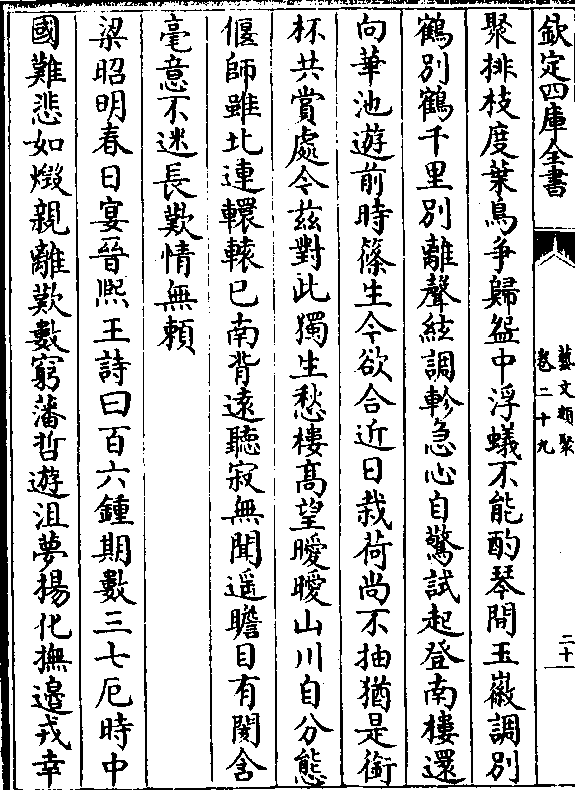 欽定四庫全書
藝文類聚
卷二十九
二十
聚排枝度葉鳥争歸盌中浮蟻不能酌琴間玉徽調別
鶴別鶴千里別離聲絃調軫急心自驚試起登南樓還
向華池遊前時篠生今欲合近日栽荷尚不抽猶是銜
杯共賞處今兹對此獨生愁樓髙望曖曖山川自分態
偃師雖北連轘轅已南背遠聽寂無聞遥瞻目有閡含
毫意不迷長歎情無頼
梁昭明春日宴晉熈王詩曰百六鍾期數三七厄時中
國難悲如燬親離歎數窮藩哲遊沮夢楊化撫邉戎幸